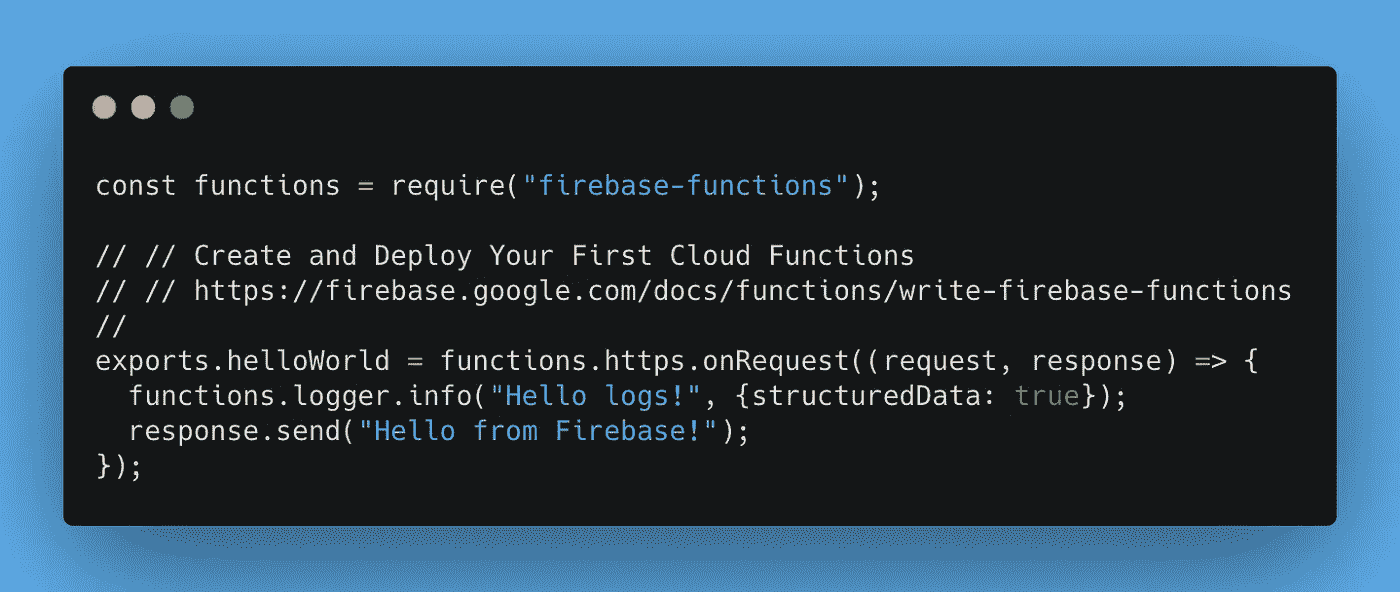 const functions = require("firebase-functions");
// // Create and Deploy Your First Cloud Functions
// // https://firebase.google.com/docs/functions/write-firebase-functions
//
exports.helloWorld = functions.https.onRequest((request, response) => {
  functions.logger.info("Hello logs!", {structuredData: true});
  response.send("Hello from Firebase!");
});